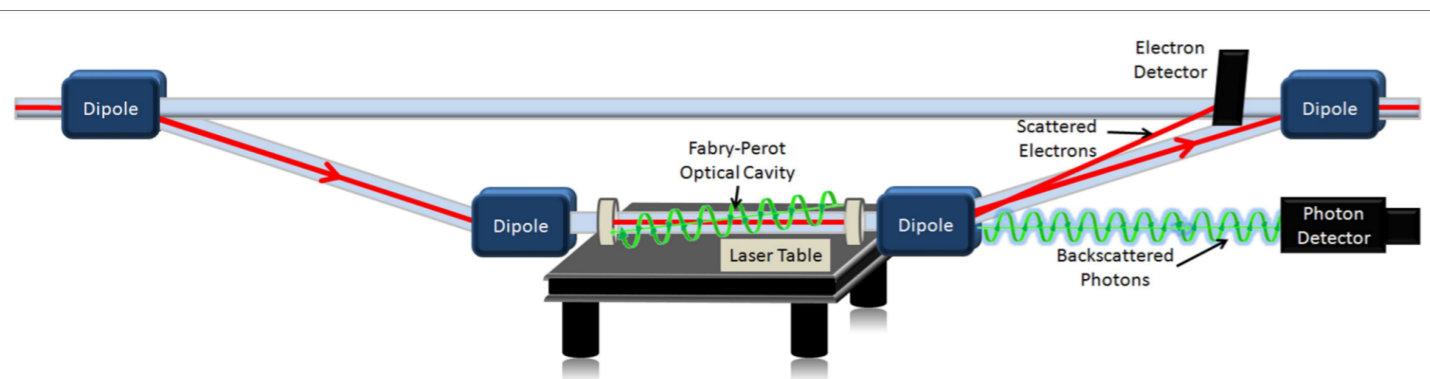 Electron
Detector
Dipole
Dipole
Scattered
Electrons
Fabry-Perot
Optical Cavity
Dipole
Dipole
Photon
Detector
Laser Table
Backscattered
Photons